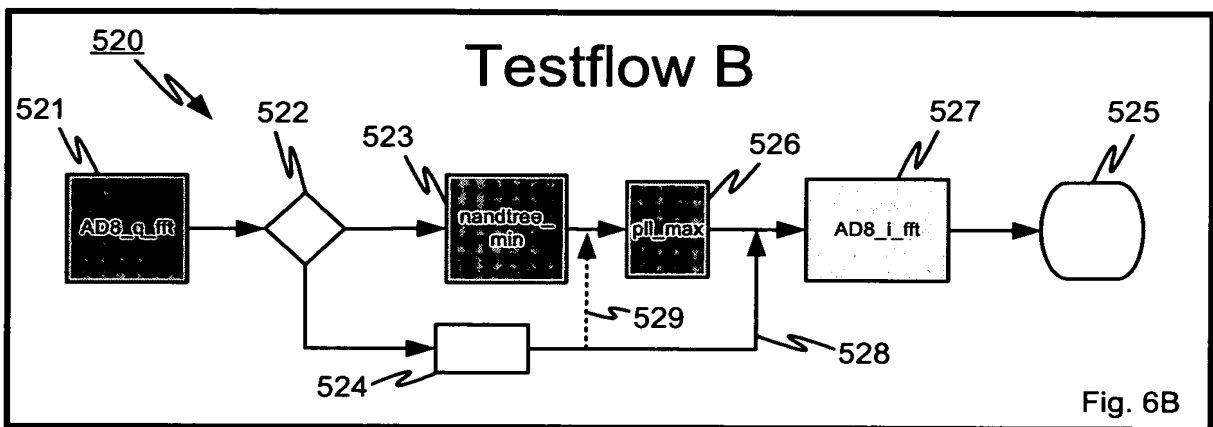 520
Testflow B
521
522
523
526
527
525
AD8_q_fft
nandtree_
min
pll_max
AD8_i_fft
529
528
524
Fig. 6B